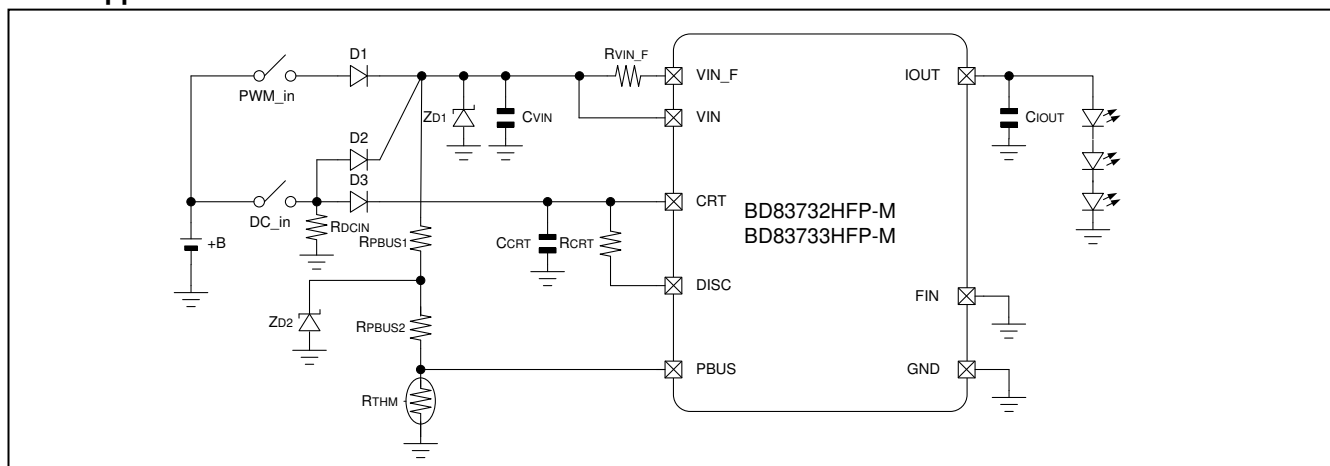 D1
PWM_in
D2
D3
DC_in
+B
RDCIN
RPBUS1
ZD1
CVIN
RVIN_F
CCRT
RCRT
ZD2
RPBUS2
RTHM
VIN_F
VIN
CRT
DISC
PBUS
BD83732HFP-M
BD83733HFP-M
IOUT
FIN
GND
CIOUT